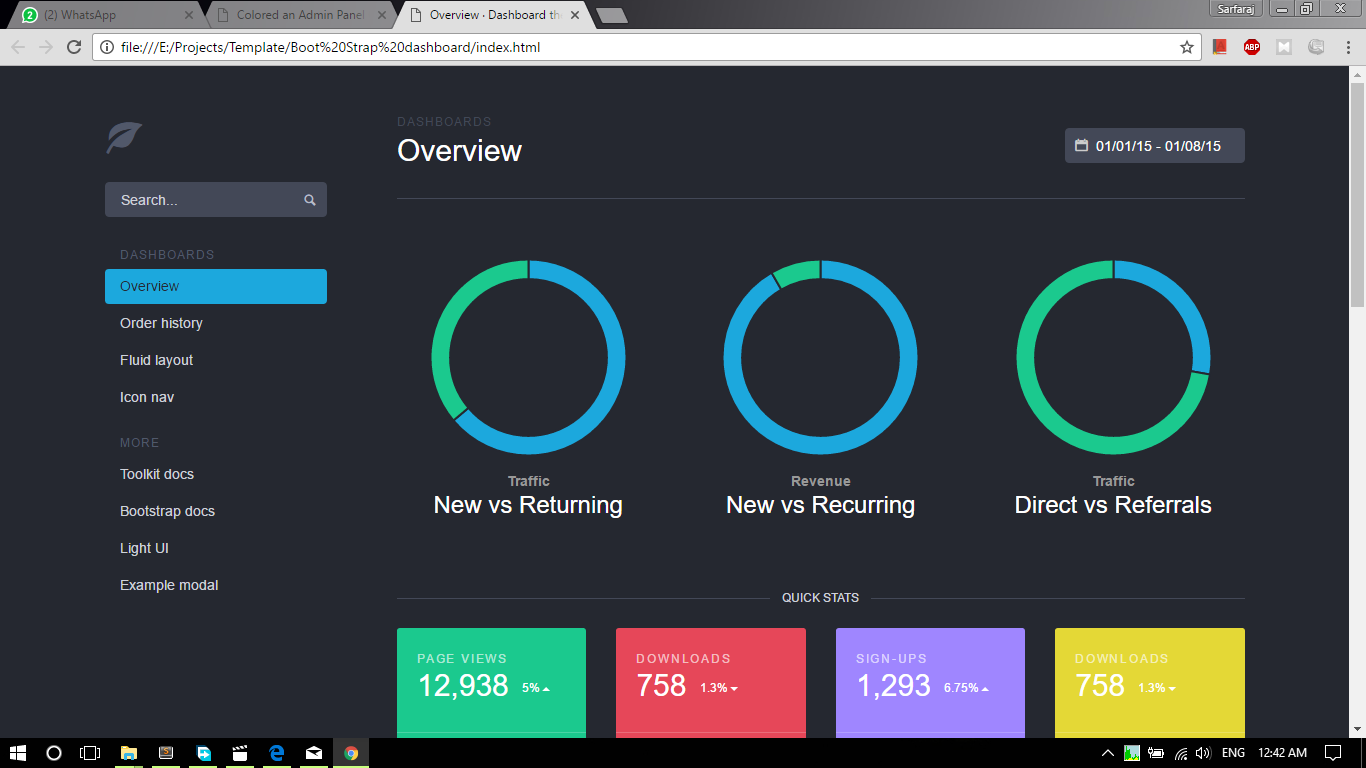 (2) WhatsApp
Colored an Admin Panel
Overview · Dashboard th
Sarfaraj
file:///E:/Projects/Template/Boot%20Strap%20dashboard/index.html
ABP
DASHBOARDS
Overview
01/01/15 - 01/08/15
Search...
DASHBOARDS
Overview
Order history
Fluid layout
Icon nav
MORE
Toolkit docs
Bootstrap docs
Light UI
Example modal
Traffic
New vs Returning
Revenue
New vs Recurring
Traffic
Direct vs Referrals
QUICK STATS
PAGE VIEWS
12,938 5%
DOWNLOADS
758 1.3%
SIGN-UPS
1,293 6.75%
DOWNLOADS
758 1.3%
ENG 12:42 AM